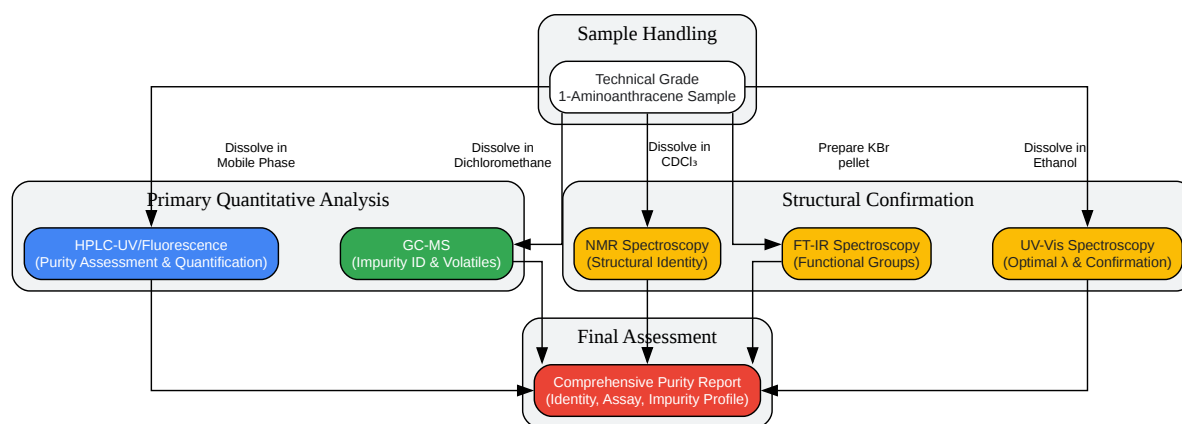 Sample Handling
Technical Grade
1-Aminoanthracene Sample
Dissolve in
Mobile Phase
Dissolve in
Dichloromethane
Dissolve in
CDCl₃
Prepare KBr
pellet
Dissolve in
Ethanol
Primary Quantitative Analysis
Structural Confirmation
HPLC-UV/Fluorescence
(Purity Assessment & Quantification)
GC-MS
(Impurity ID & Volatiles)
NMR Spectroscopy
(Structural Identity)
FT-IR Spectroscopy
(Functional Groups)
UV-Vis Spectroscopy
(Optimal λ & Confirmation)
Final Assessment
Comprehensive Purity Report
(Identity, Assay, Impurity Profile)